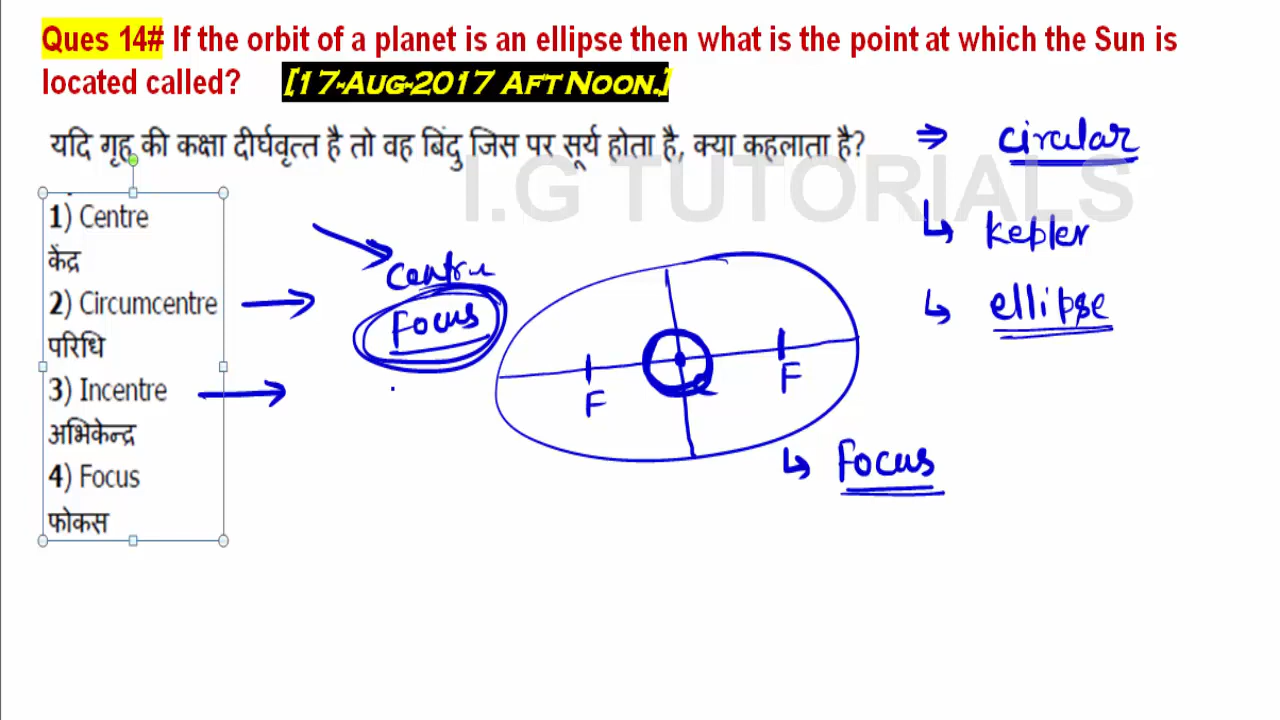 Ques 14# If the orbit of a planet is an ellipse then what is the point at which the Sun is
located called? [17-Aug-2017 Aft Noon.]
यदि गृह की कक्षा दीर्घवृत्त है तो वह बिंदु जिस पर सूर्य होता है, क्या कहलाता है?
⇒ circular
I.G TUTORIALS
1) Centre
केंद्र
2) Circumcentre
परिधि
3) Incentre
अभिकेन्द्र
4) Focus
फोकस
centre
Focus
kepler
ellipse
F
F
Focus